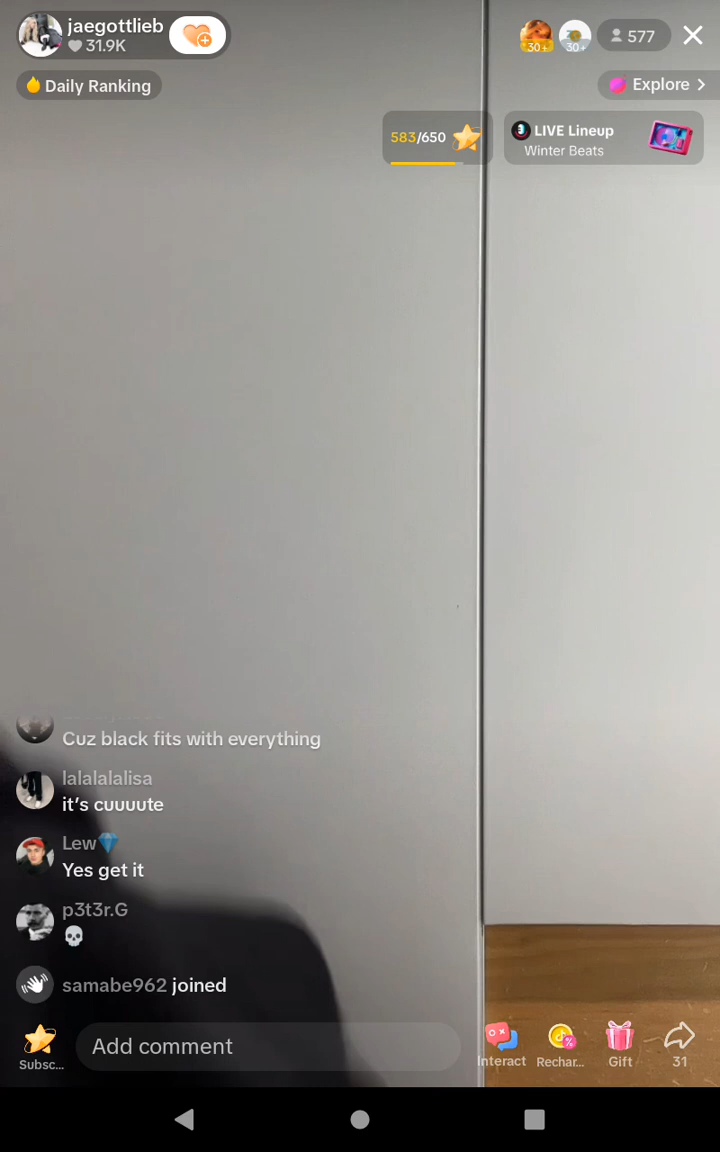 jaegottlieb
31.9K
30+
30+
577
Daily Ranking
Explore
583/650
LIVE Lineup
Winter Beats
Cuz black fits with everything
lalalalalisa
it's cuuuute
Lew💎
Yes get it
p3t3r.G
💀
samabe962 joined
Add comment
Subsc...
Interact
Rechar...
Gift
31